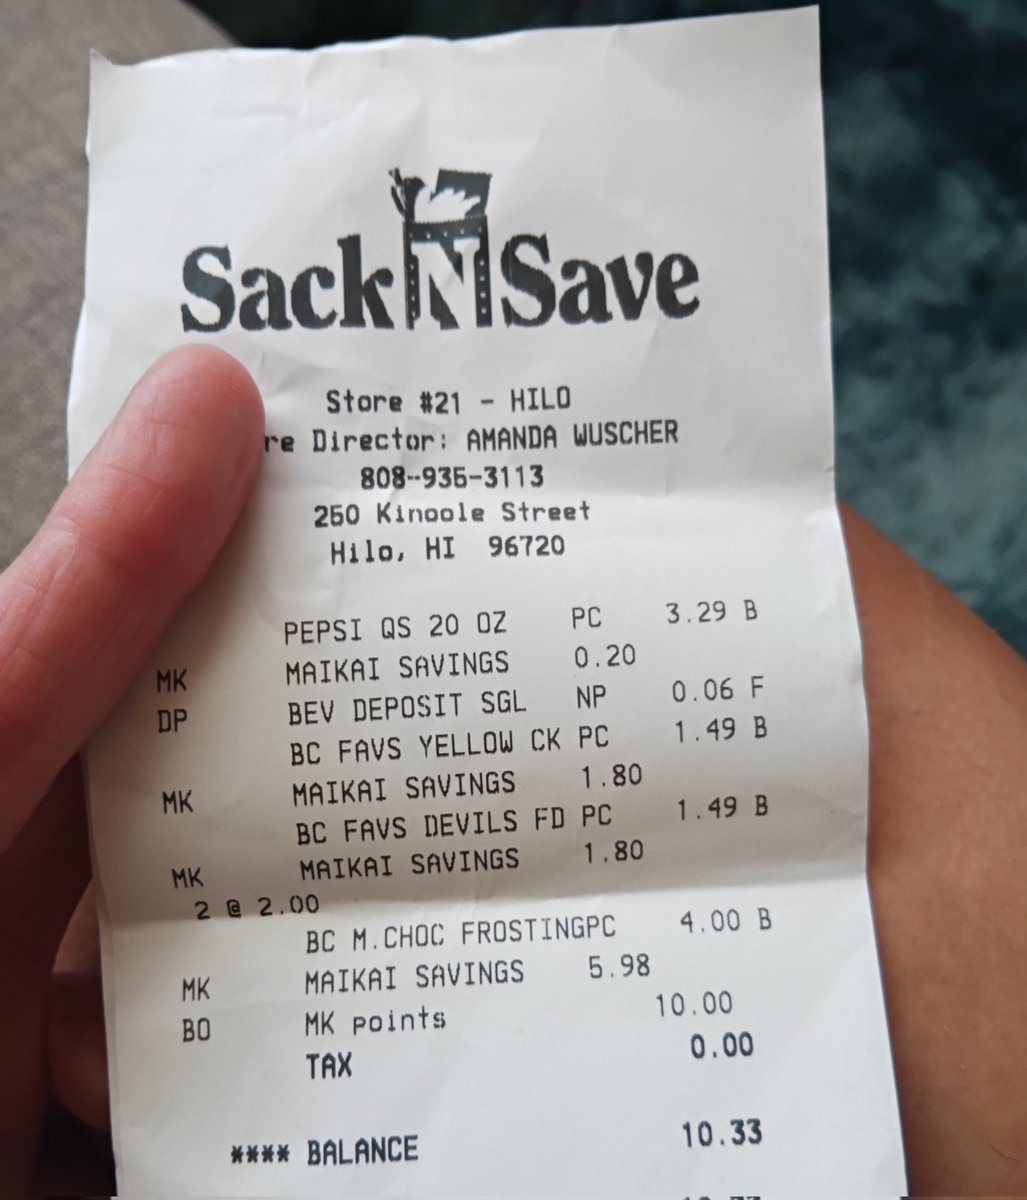 Sack N Save
Store #21 - HILO
re Director: AMANDA WUSCHER
808-935-3113
250 Kinoole Street
Hilo, HI 96720
PEPSI QS 20 OZ PC 3.29 B
MK MAIKAI SAVINGS 0.20
DP BEV DEPOSIT SGL NP 0.06 F
BC FAVS YELLOW CK PC 1.49 B
MK MAIKAI SAVINGS 1.80
BC FAVS DEVILS FD PC 1.49 B
MK MAIKAI SAVINGS 1.80
2 @ 2.00
BC M.CHOC FROSTINGPC 4.00 B
MK MAIKAI SAVINGS 5.98
BO MK points 10.00
TAX 0.00
**** BALANCE 10.33